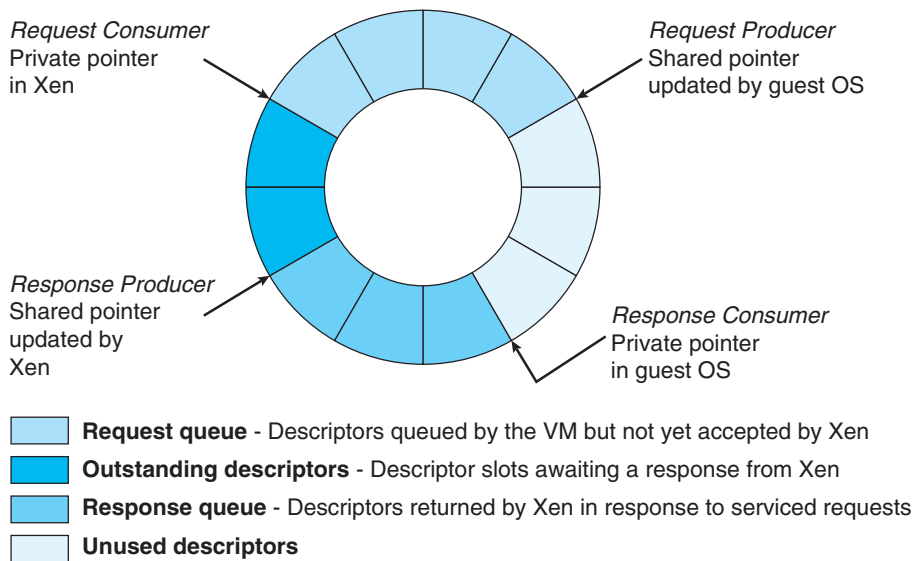 Request Consumer
Private pointer
in Xen
Request Producer
Shared pointer
updated by guest OS
Response Producer
Shared pointer
updated by
Xen
Response Consumer
Private pointer
in guest OS
Request queue - Descriptors queued by the VM but not yet accepted by Xen
Outstanding descriptors - Descriptor slots awaiting a response from Xen
Response queue - Descriptors returned by Xen in response to serviced requests
Unused descriptors